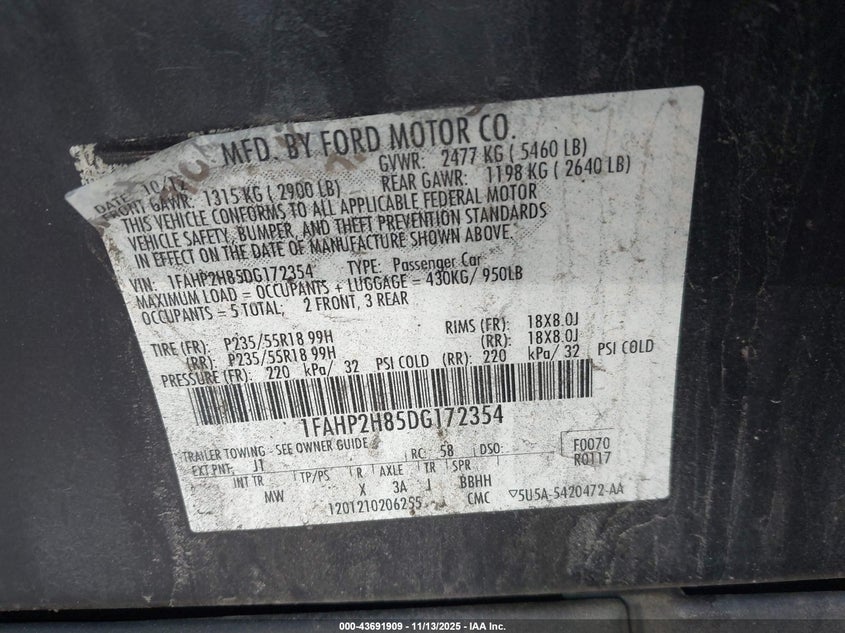 MFD. BY FORD MOTOR CO.
DATE: 10/12 GVWR: 2477 KG ( 5460 LB)
FRONT GAWR: 1315 KG ( 2900 LB) REAR GAWR: 1198 KG ( 2640 LB)
THIS VEHICLE CONFORMS TO ALL APPLICABLE FEDERAL MOTOR
VEHICLE SAFETY, BUMPER, AND THEFT PREVENTION STANDARDS
IN EFFECT ON THE DATE OF MANUFACTURE SHOWN ABOVE.
VIN: 1FAHP2H85DG172354 TYPE: Passenger Car
MAXIMUM LOAD = OCCUPANTS + LUGGAGE = 430KG/ 950LB
OCCUPANTS = 5 TOTAL, 2 FRONT, 3 REAR
TIRE (FR): P235/55R18 99H RIMS (FR): 18X8.0J
(RR): P235/55R18 99H (RR): 18X8.0J
PRESSURE (FR): 220 kPa/ 32 PSI COLD (RR): 220 kPa/ 32 PSI COLD
1FAHP2H85DG172354
TRAILER TOWING - SEE OWNER GUIDE F0070
EXT PNT: JT RC: 58 DSO: R0117
INT TR TP/PS R AXLE TR SPR
MW X 3A J BBHH
1201210206255 CMC ▽5U5A-5420472-AA
000-43691909 - 11/13/2025 - IAA Inc.